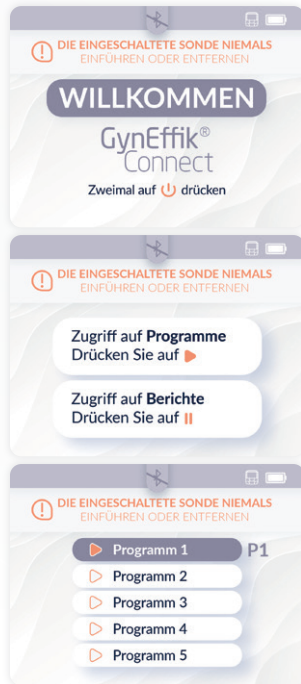 DIE EINGESCHALTETE SONDE NIEMALS
EINFÜHREN ODER ENTFERNEN
WILLKOMMEN
GynEffik®
Connect
Zweimal auf drücken
DIE EINGESCHALTETE SONDE NIEMALS
EINFÜHREN ODER ENTFERNEN
Zugriff auf Programme
Drücken Sie auf
Zugriff auf Berichte
Drücken Sie auf
DIE EINGESCHALTETE SONDE NIEMALS
EINFÜHREN ODER ENTFERNEN
Programm 1 P1
Programm 2
Programm 3
Programm 4
Programm 5